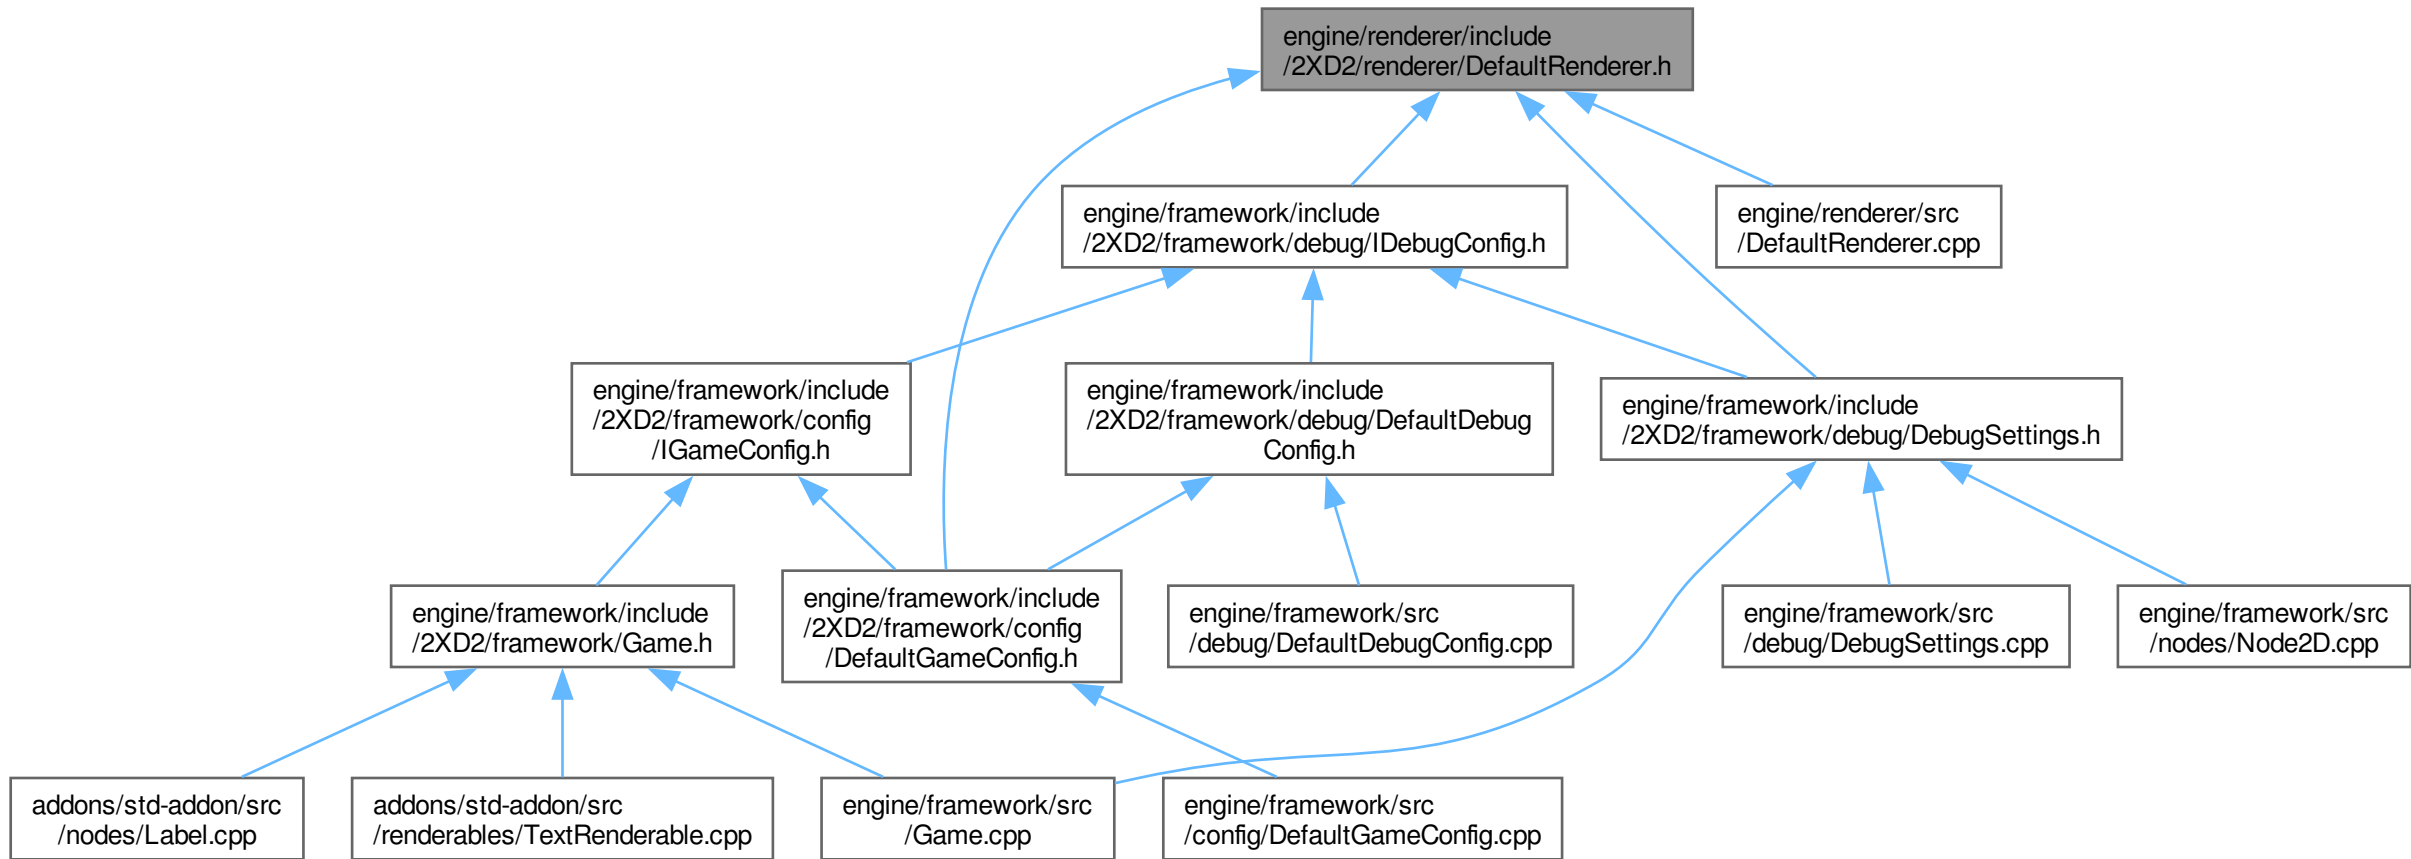 engine/renderer/include
/2XD2/renderer/DefaultRenderer.h
engine/framework/include
/2XD2/framework/debug/IDebugConfig.h
engine/renderer/src
/DefaultRenderer.cpp
engine/framework/include
/2XD2/framework/config
/IGameConfig.h
engine/framework/include
/2XD2/framework/debug/DefaultDebug
Config.h
engine/framework/include
/2XD2/framework/debug/DebugSettings.h
engine/framework/include
/2XD2/framework/Game.h
engine/framework/include
/2XD2/framework/config
/DefaultGameConfig.h
engine/framework/src
/debug/DefaultDebugConfig.cpp
engine/framework/src
/debug/DebugSettings.cpp
engine/framework/src
/nodes/Node2D.cpp
addons/std-addon/src
/nodes/Label.cpp
addons/std-addon/src
/renderables/TextRenderable.cpp
engine/framework/src
/Game.cpp
engine/framework/src
/config/DefaultGameConfig.cpp